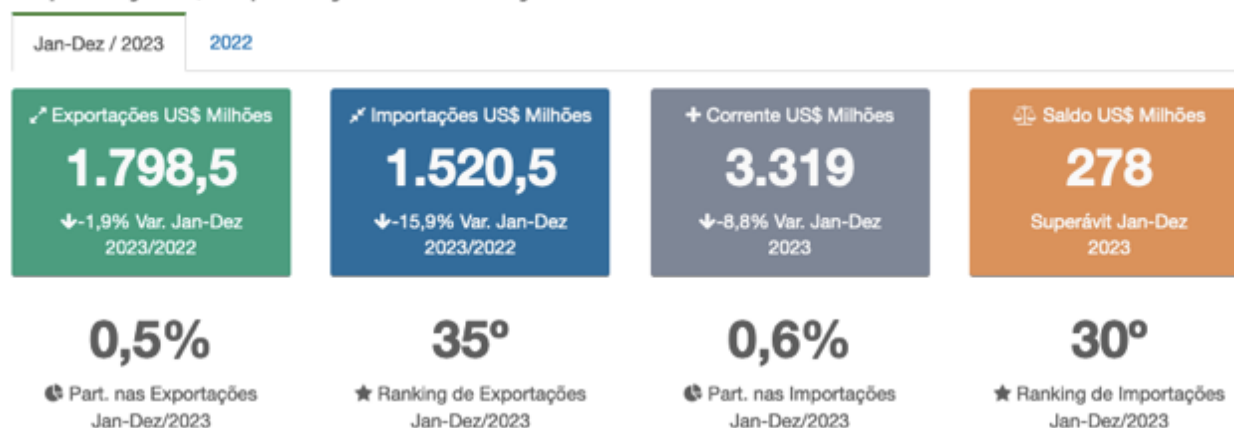 Jan-Dez / 2023
2022
Exportações US$ Milhões
1.798,5
-1,9% Var. Jan-Dez
2023/2022
Importações US$ Milhões
1.520,5
-15,9% Var. Jan-Dez
2023/2022
Corrente US$ Milhões
3.319
-8,8% Var. Jan-Dez
2023
Saldo US$ Milhões
278
Superávit Jan-Dez
2023
0,5%
Part. nas Exportações
Jan-Dez/2023
35º
Ranking de Exportações
Jan-Dez/2023
0,6%
Part. nas Importações
Jan-Dez/2023
30º
Ranking de Importações
Jan-Dez/2023